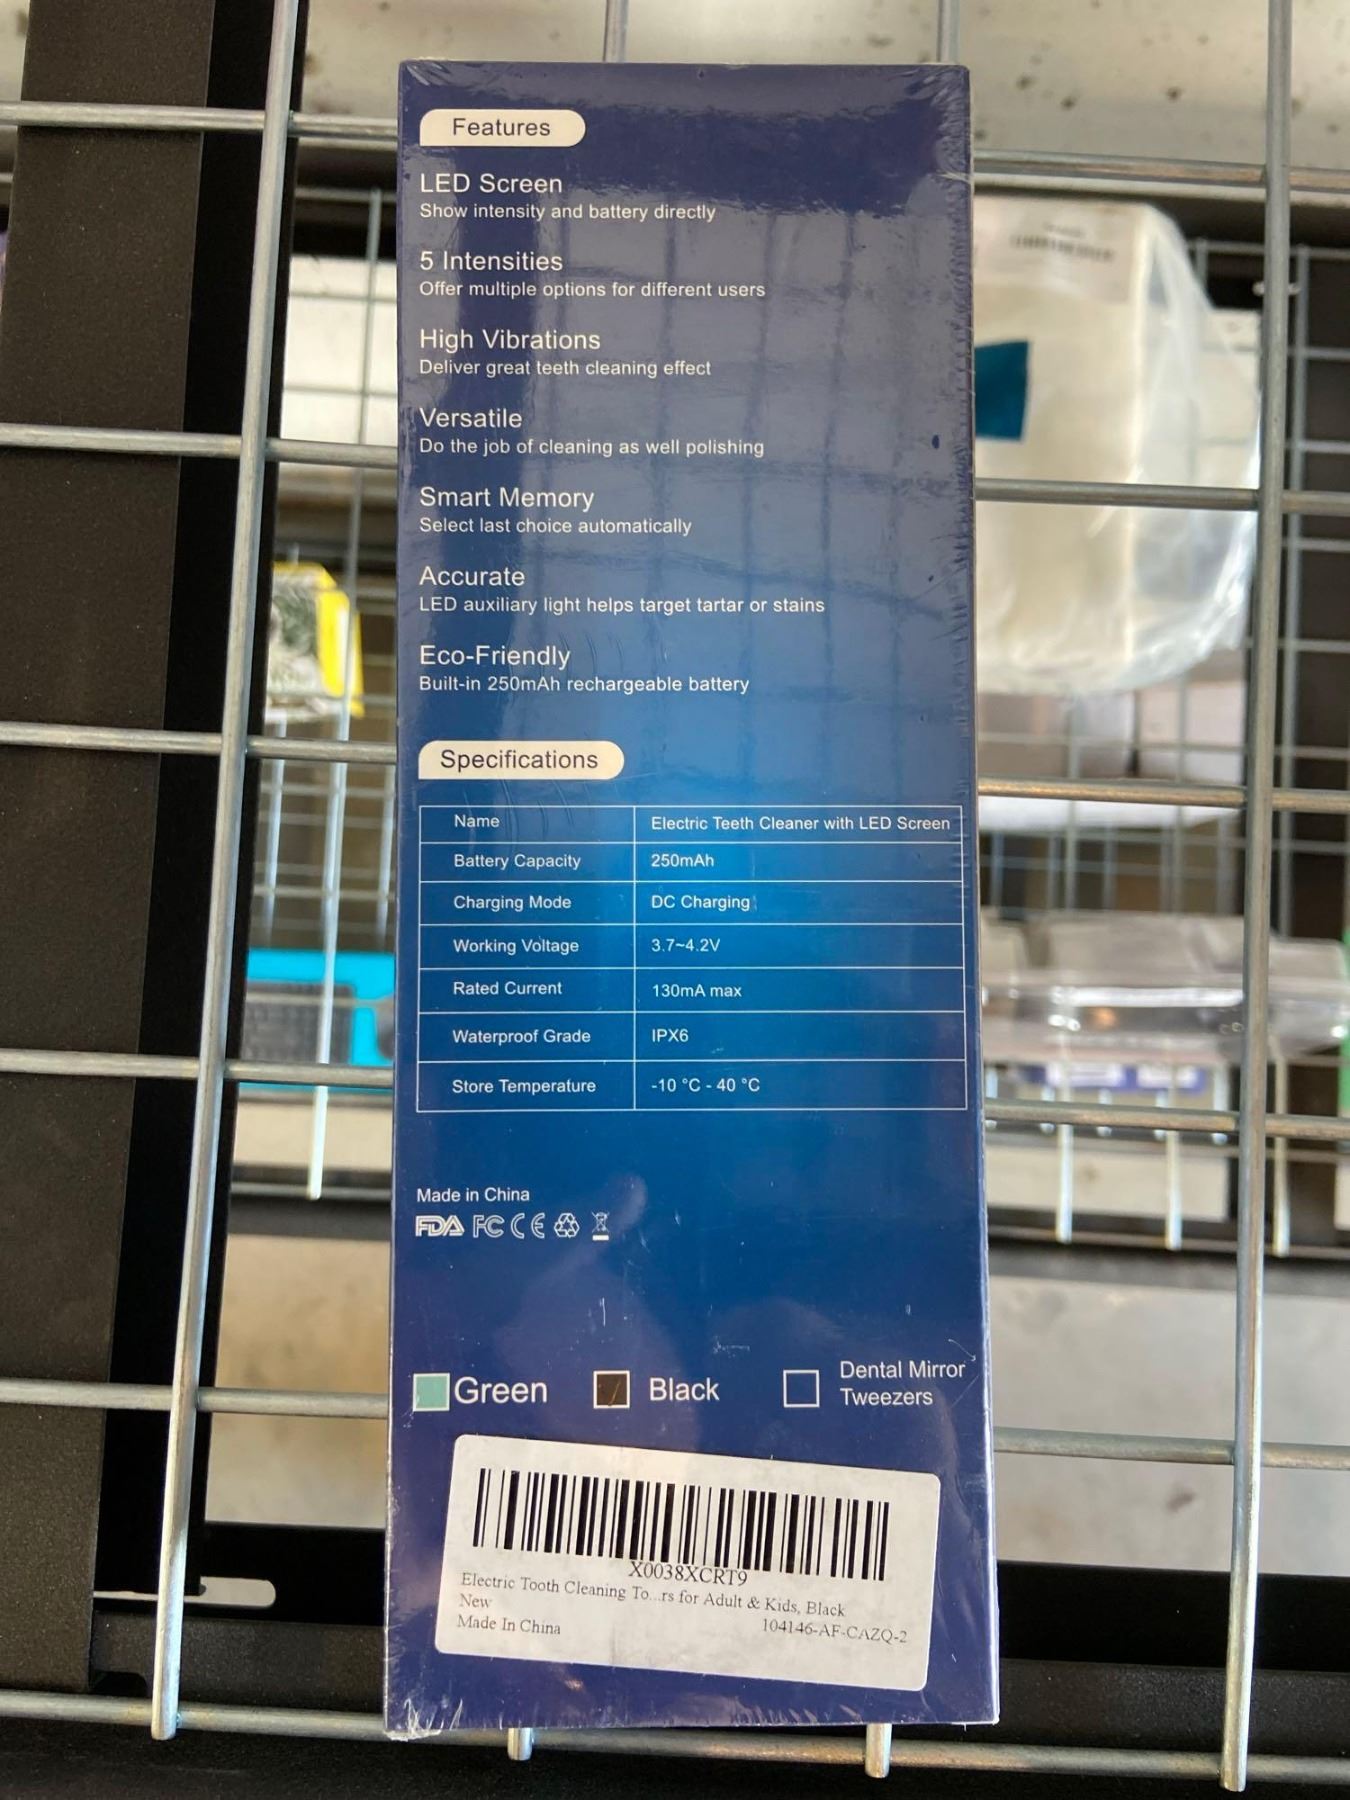 Features
LED Screen
Show intensity and battery directly
5 Intensities
Offer multiple options for different users
High Vibrations
Deliver great teeth cleaning effect
Versatile
Do the job of cleaning as well polishing
Smart Memory
Select last choice automatically
Accurate
LED auxiliary light helps target tartar or stains
Eco-Friendly
Built-in 250mAh rechargeable battery
Specifications
Name Electric Teeth Cleaner with LED Screen
Battery Capacity 250mAh
Charging Mode DC Charging
Working Voltage 3.7~4.2V
Rated Current 130mA max
Waterproof Grade IPX6
Store Temperature -10 °C - 40 °C
Made in China
FDA FC CE
Green Black Dental Mirror
Tweezers
X0038XCRT9
Electric Tooth Cleaning To...rs for Adult & Kids, Black
New
Made In China 104146-AF-CAZQ-2